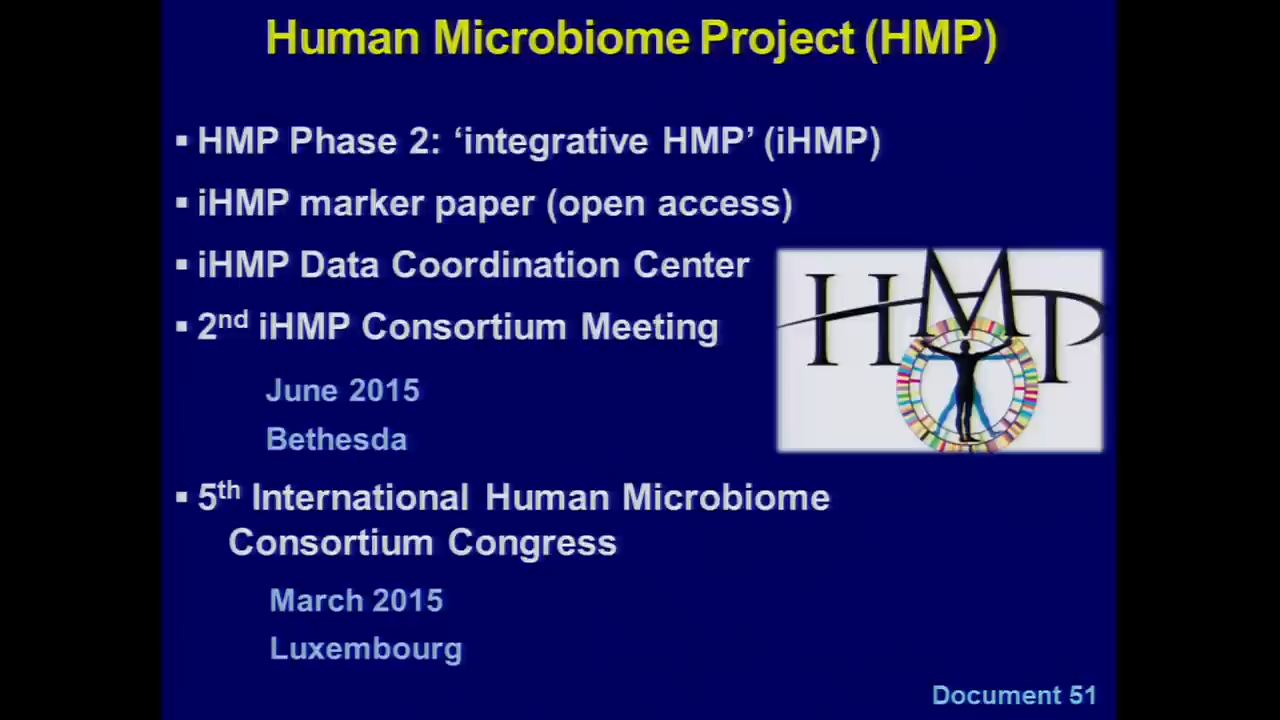 Human Microbiome Project (HMP)
▪ HMP Phase 2: ‘integrative HMP’ (iHMP)
▪ iHMP marker paper (open access)
▪ iHMP Data Coordination Center
▪ 2nd iHMP Consortium Meeting
June 2015
Bethesda
HMP
▪ 5th International Human Microbiome
Consortium Congress
March 2015
Luxembourg
Document 51